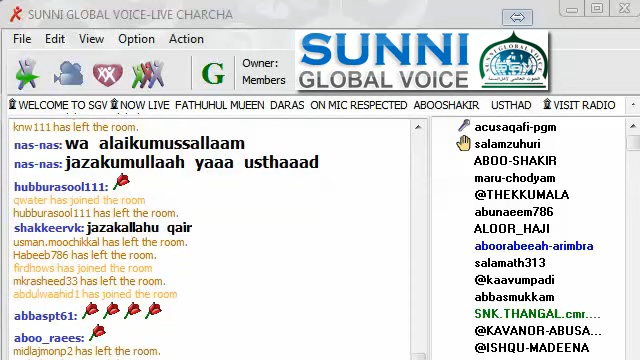 SUNNI GLOBAL VOICE-LIVE CHARCHA
File Edit View Option Action
SUNNI
GLOBAL VOICE
G
Owner:
Members
WELCOME TO SGV NOW LIVE FATHUHUL MUEEN DARAS ON MIC RESPECTED ABOOSHAKIR USTHAD VISIT RADIO
knw111 has left the room.
nas-nas: wa alaikumussallaam
nas-nas: jazakumullaah yaaa usthaaad
hubburasool111:
qwater has joined the room
hubburasool111 has left the room.
shakkeervk: jazakallahu qair
usman.moochikkal has left the room.
Habeeb786 has left the room.
firdhows has joined the room
mkrasheed33 has left the room.
abdulwaahid1 has joined the room
abbaspt61:
aboo_raees:
midlajmonp2 has left the room.
acusaqafi-pgm
salamzuhuri
ABOO-SHAKIR
maru-chodyam
@THEKKUMALA
abunaeem786
ALOOR_HAJI
aboorabeeah-arimbra
salamath313
@kaavumpadi
abbasmukkam
SNK.THANGAL.cmr....
@KAVANOR-ABUSA...
@ISHQU-MADEENA